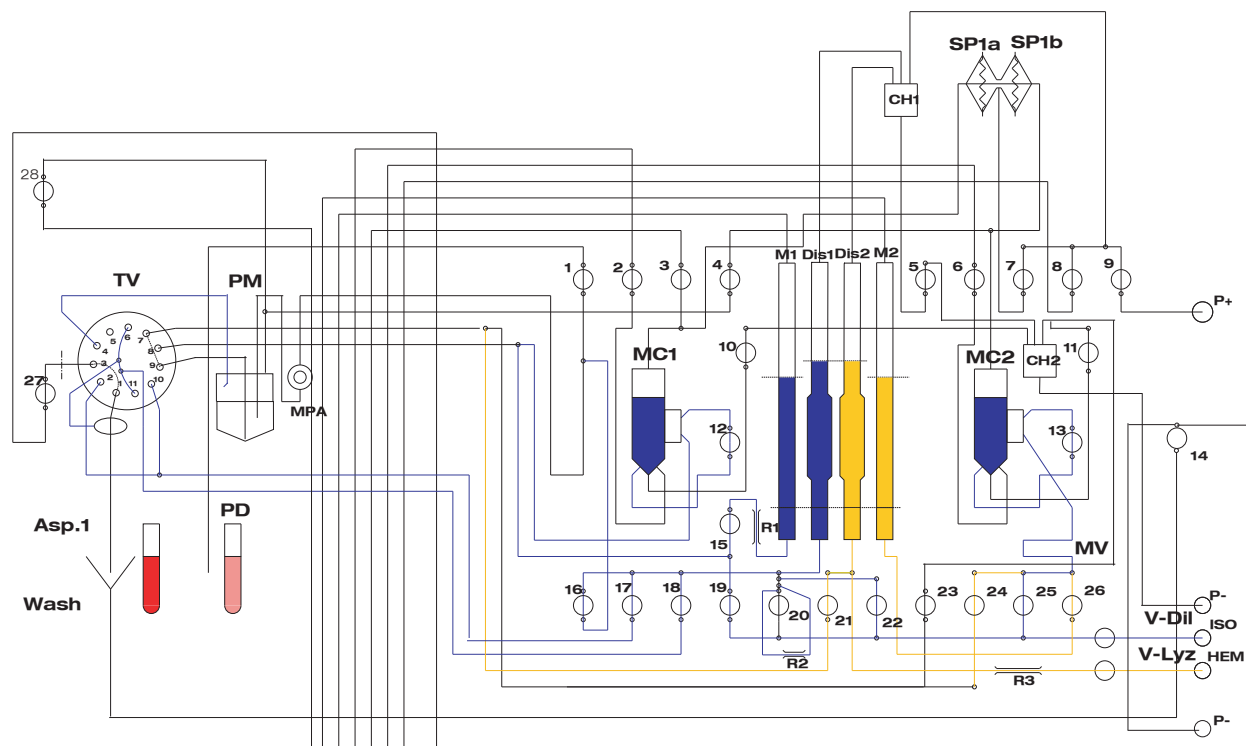 SP1a SP1b
CH1
28
TV PM
M1 Dis1 Dis2 M2
1 2 3 4 5 6 7 8 9
P+
5 6 7
4 8
3 9
2 1 11 10
27
MPA
MC1 10 MC2 CH2 11
12 13 14
Asp.1 PD
15 R1 MV
Wash
16 17 18 19 20 21 22 23 24 25 26
P-
V-Dil ISO
V-Lyz HEM
R2 R3
P-